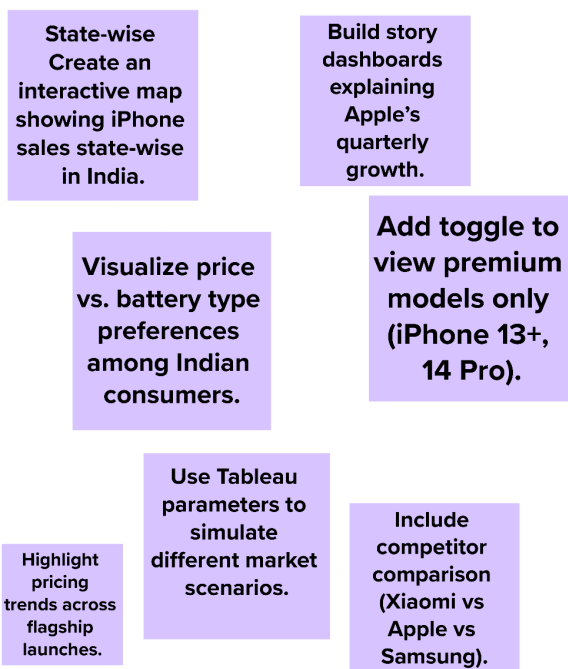 State-wise
Create an
interactive map
showing iPhone
sales state-wise
in India.
Build story
dashboards
explaining
Apple’s
quarterly
growth.
Visualize price
vs. battery type
preferences
among Indian
consumers.
Add toggle to
view premium
models only
(iPhone 13+,
14 Pro).
Use Tableau
parameters to
simulate
different market
scenarios.
Highlight
pricing
trends across
flagship
launches.
Include
competitor
comparison
(Xiaomi vs
Apple vs
Samsung).